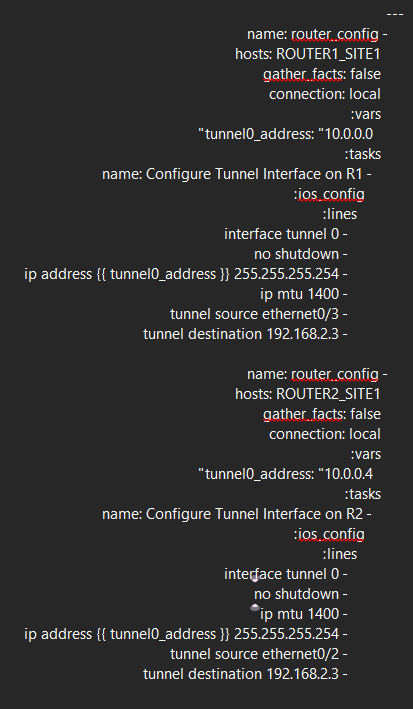 ---
name: router_config -
hosts: ROUTER1_SITE1
gather_facts: false
connection: local
:vars
"tunnel0_address: "10.0.0.0
:tasks
name: Configure Tunnel Interface on R1 -
:ios_config
:lines
interface tunnel 0 -
no shutdown -
ip address {{ tunnel0_address }} 255.255.255.254 -
ip mtu 1400 -
tunnel source ethernet0/3 -
tunnel destination 192.168.2.3 -
name: router_config -
hosts: ROUTER2_SITE1
gather_facts: false
connection: local
:vars
"tunnel0_address: "10.0.0.4
:tasks
name: Configure Tunnel Interface on R2 -
:ios_config
:lines
interface tunnel 0 -
no shutdown -
ip mtu 1400 -
ip address {{ tunnel0_address }} 255.255.255.254 -
tunnel source ethernet0/2 -
tunnel destination 192.168.2.3 -